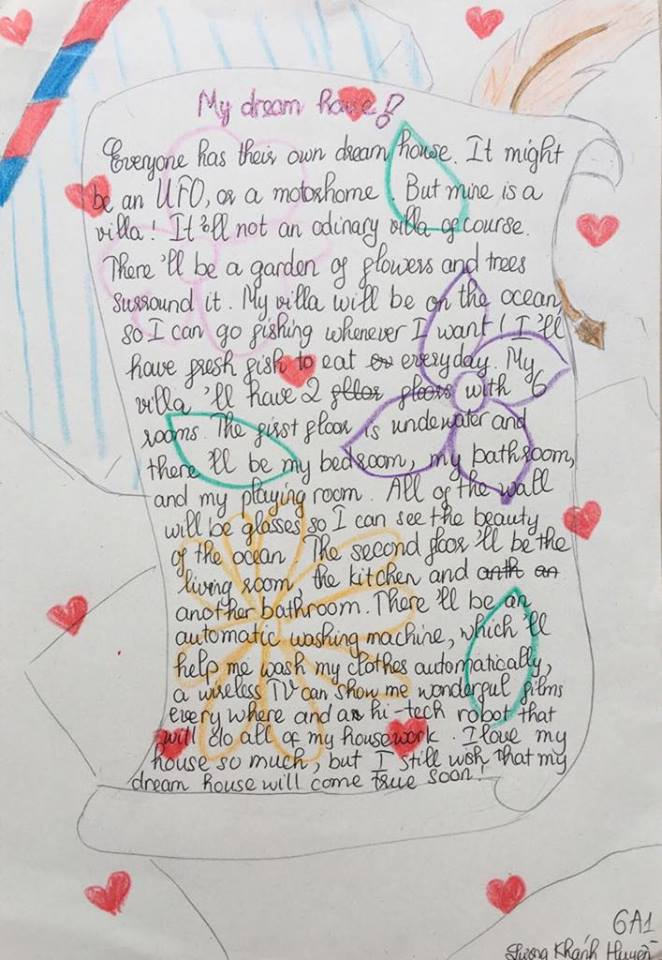 My dream house!
Everyone has their own dream house. It might
be an UFO, or a motorhome. But mine is a
villa! It'll not an odinary villa of course.
There'll be a garden of flowers and trees
surround it. My villa will be on the ocean
so I can go fishing whenever I want! I'll
have fresh fish to eat everyday. My
villa 'll have 2 floors with 6
rooms. The first floor is underwater and
there'll be my bedroom, my bathroom,
and my playing room. All of the wall
will be glasses so I can see the beauty
of the ocean. The second floor'll be the
living room, the kitchen and
another bathroom. There'll be an
automatic washing machine, which'll
help me wash my clothes automatically,
a wireless TV can show me wonderful films
every where and a hi-tech robot that
will do all of my housework. I love my
house so much, but I still wish that my
dream house will come true soon!
6A1
Lương Khánh Huyền